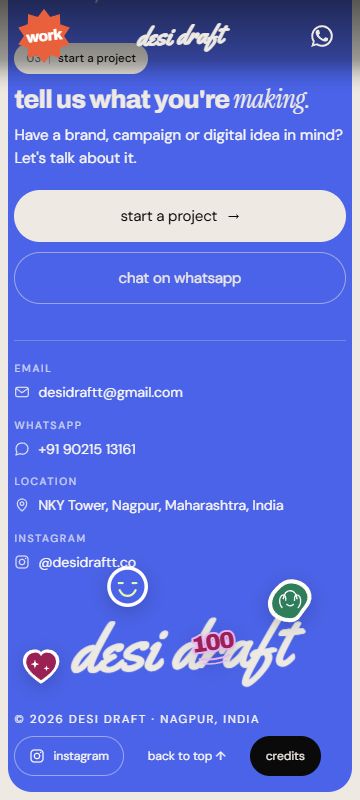 work
desi draft
03 start a project
tell us what you're making.
Have a brand, campaign or digital idea in mind?
Let's talk about it.
start a project →
chat on whatsapp
EMAIL
desidraftt@gmail.com
WHATSAPP
+91 90215 13161
LOCATION
NKY Tower, Nagpur, Maharashtra, India
INSTAGRAM
@desidraftt.co
desi draft
100
© 2026 DESI DRAFT · NAGPUR, INDIA
instagram
back to top ↑
credits